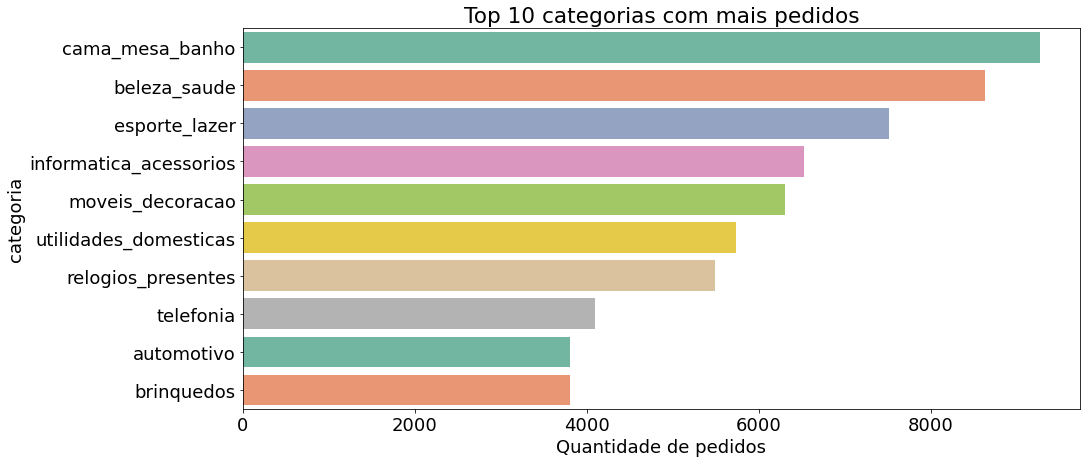 Top 10 categorias com mais pedidos
categoria
cama_mesa_banho
beleza_saude
esporte_lazer
informatica_acessorios
moveis_decoracao
utilidades_domesticas
relogios_presentes
telefonia
automotivo
brinquedos
0 2000 4000 6000 8000
Quantidade de pedidos